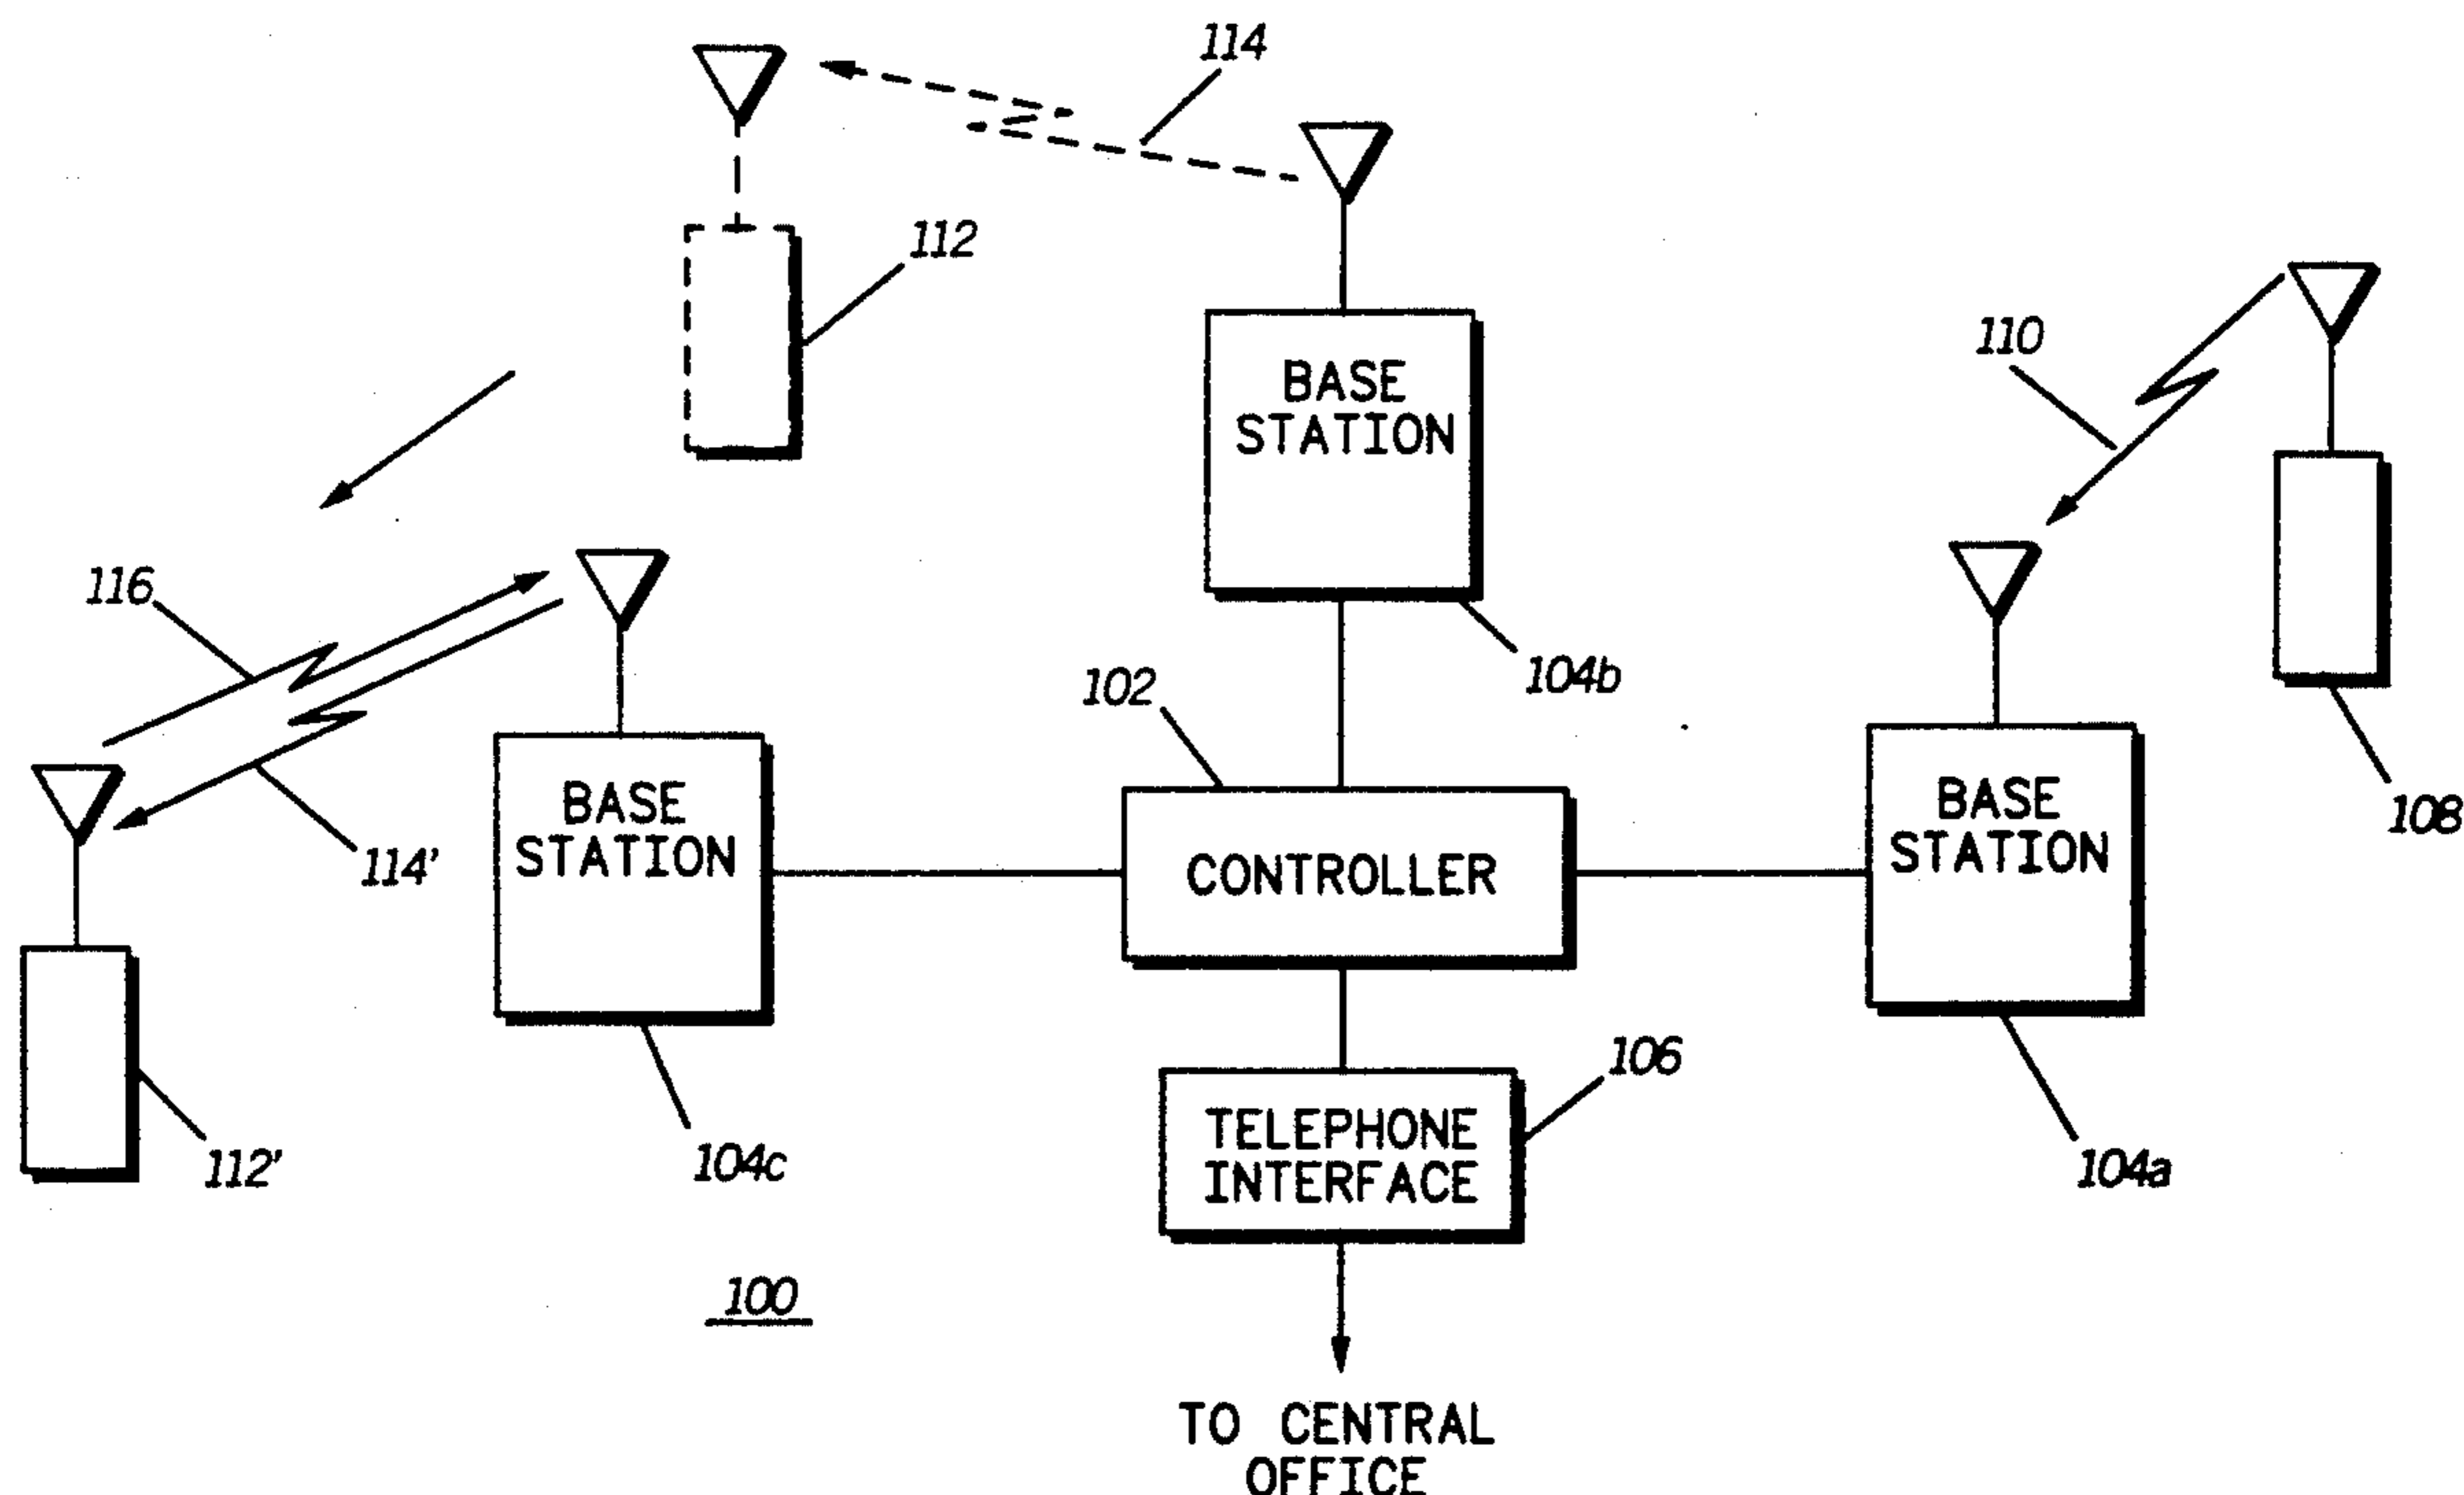 114
112
110
BASE
STATION
116
104b
102
108
BASE
STATION
BASE
STATION
114'
CONTROLLER
106
TELEPHONE
INTERFACE
112'
104c
104a
100
TO CENTRAL
OFFICE